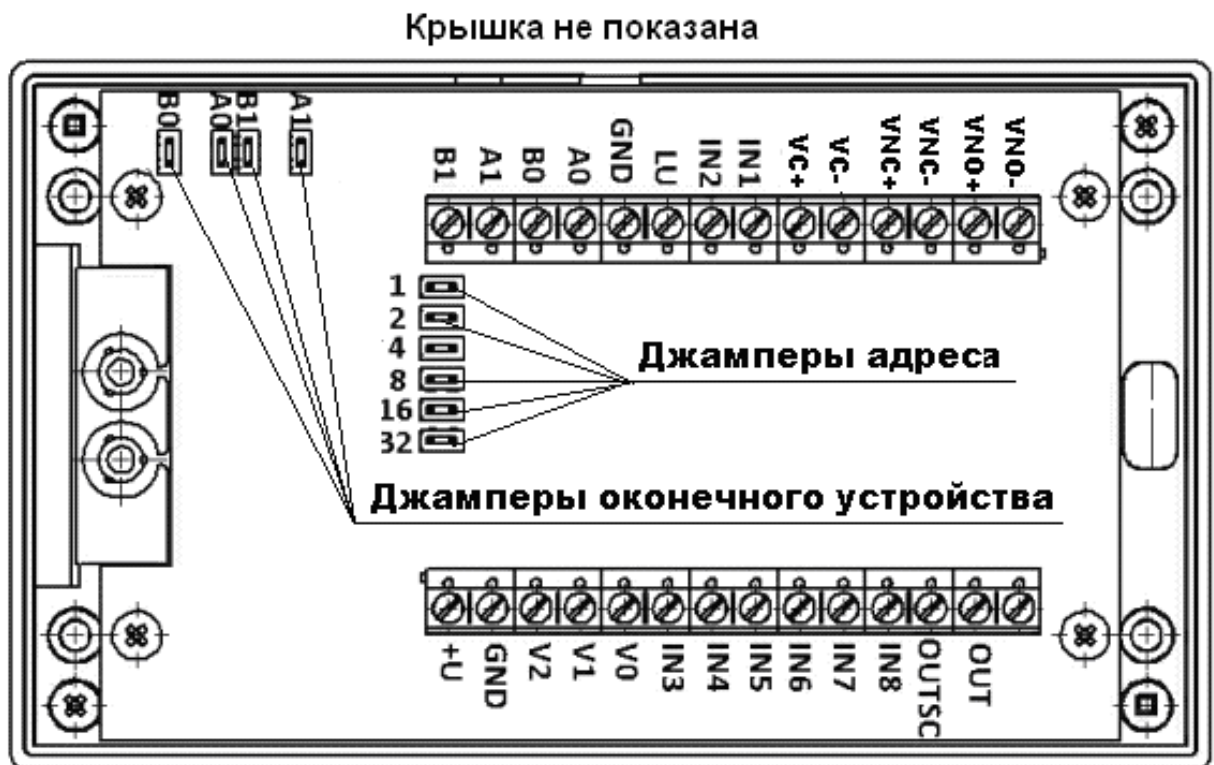 Крышка не показана
B0 A0 B1 A1
B1 A1 B0 A0 GND LU IN2 IN1 VC+ VC- VNC+ VNC- VNO+ VNO-
1
2
4
Джамперы адреса
8
16
32
Джамперы оконечного устройства
+U GND V2 V1 V0 IN3 IN4 IN5 IN6 IN7 IN8 OUTSC OUT